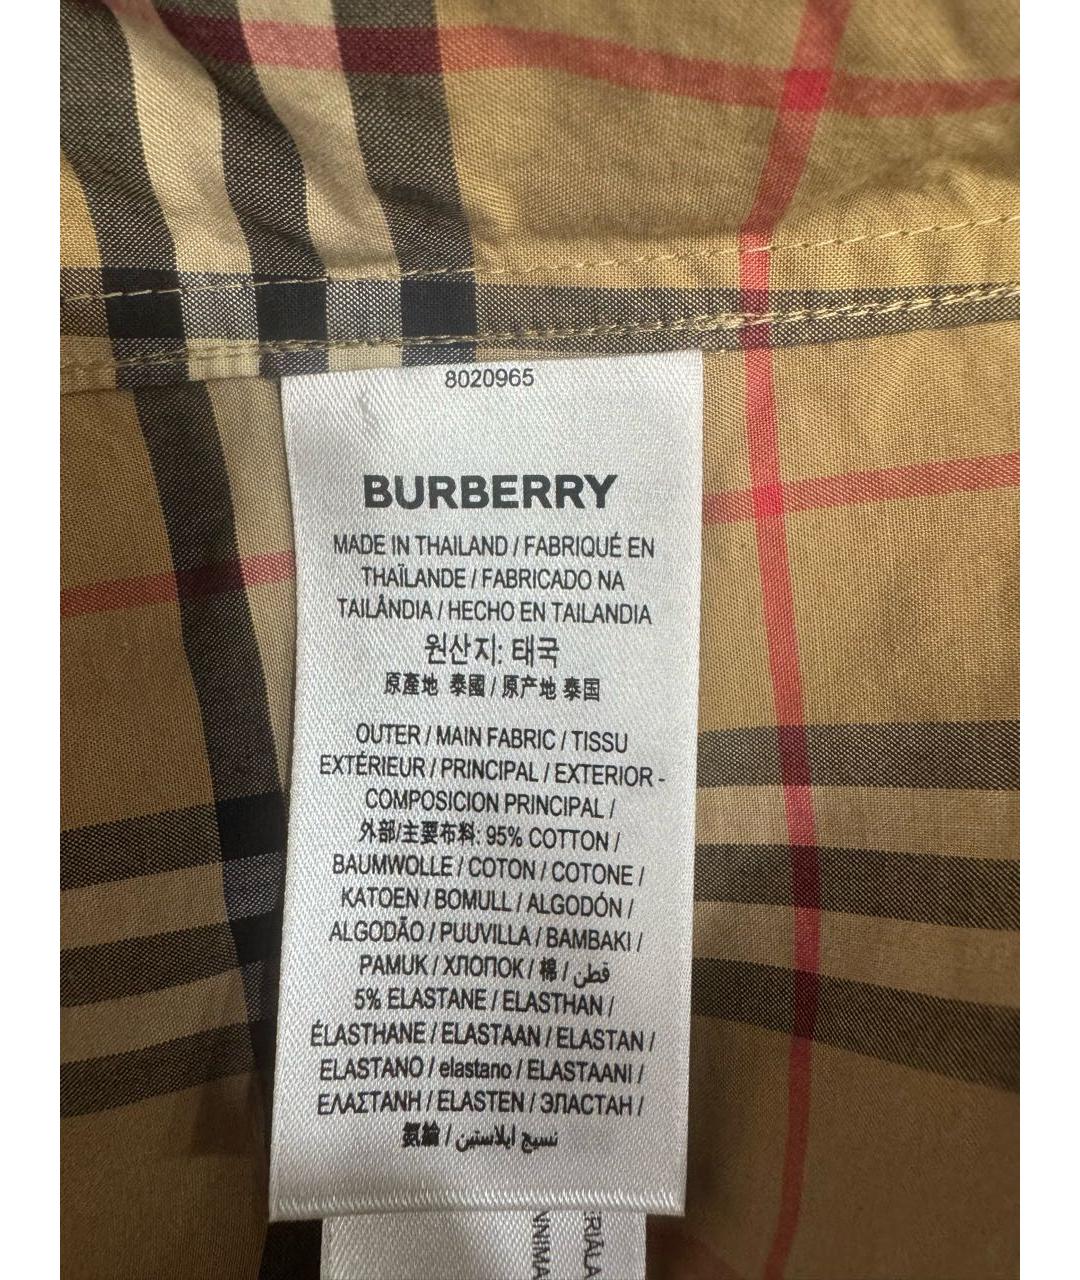 8020965
BURBERRY
MADE IN THAILAND / FABRIQUÉ EN
THAÏLANDE / FABRICADO NA
TAILÂNDIA / HECHO EN TAILANDIA
원산지: 태국
原產地 泰國 / 原产地 泰国
OUTER / MAIN FABRIC / TISSU
EXTÉRIEUR / PRINCIPAL / EXTERIOR -
COMPOSICION PRINCIPAL /
外部/主要布料: 95% COTTON /
BAUMWOLLE / COTON / COTONE /
KATOEN / BOMULL / ALGODÓN /
ALGODÃO / PUUVILLA / BAMBAKI /
PAMUK / ХЛОПОК / 棉 / قطن
5% ELASTANE / ELASTHAN /
ÉLASTHANE / ELASTAAN / ELASTAN /
ELASTANO / elastano / ELASTAANI /
ΕΛΑΣΤΑΝΗ / ELASTEN / ЭЛАСТАН /
氨綸 / نسيج ايلاستين